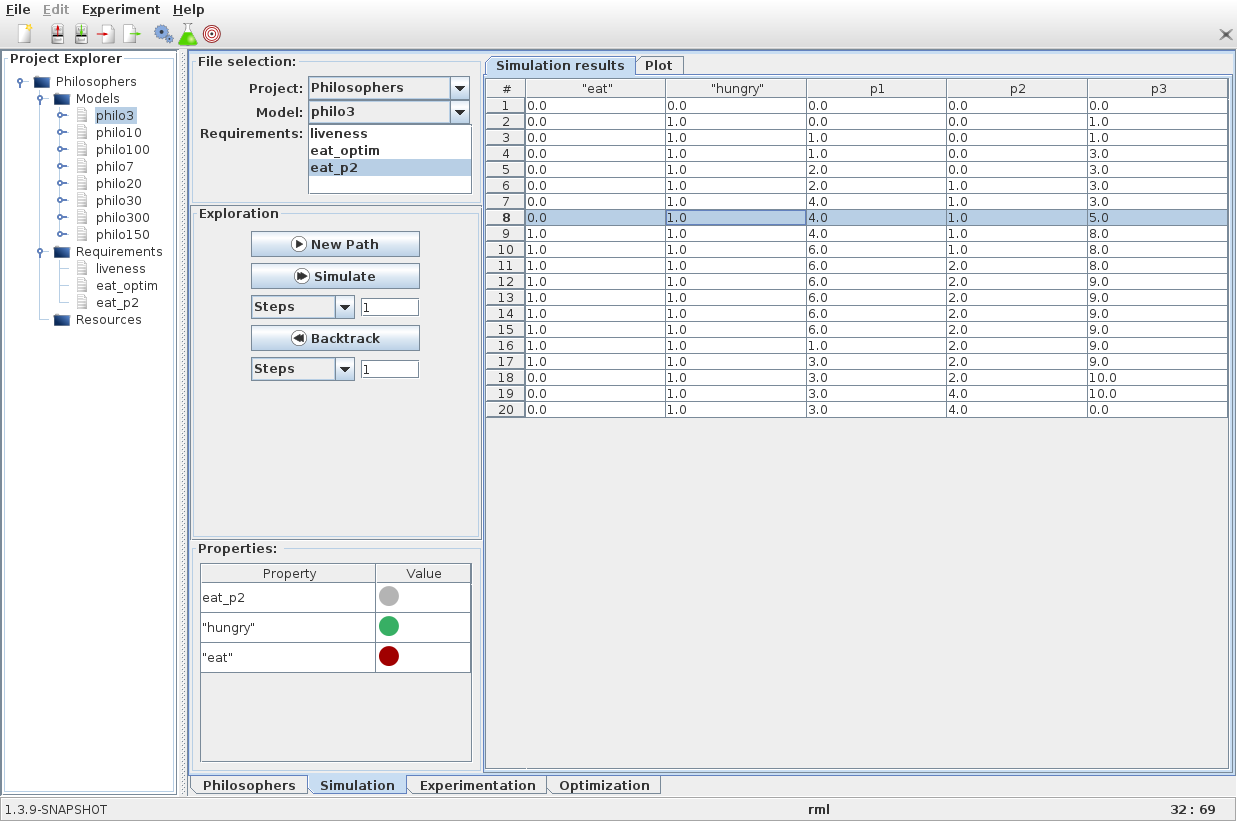 File Edit Experiment Help
Project Explorer
Philosophers
Models
philo3
philo10
philo100
philo7
philo20
philo30
philo300
philo150
Requirements
liveness
eat_optim
eat_p2
Resources
File selection:
Project: Philosophers
Model: philo3
Requirements: liveness
eat_optim
eat_p2
Exploration
New Path
Simulate
Steps 1
Backtrack
Steps 1
Properties:
Property Value
eat_p2
"hungry"
"eat"
Simulation results Plot
# "eat" "hungry" p1 p2 p3
1 0.0 0.0 0.0 0.0 0.0
2 0.0 1.0 0.0 0.0 1.0
3 0.0 1.0 1.0 0.0 1.0
4 0.0 1.0 1.0 0.0 3.0
5 0.0 1.0 2.0 0.0 3.0
6 0.0 1.0 2.0 1.0 3.0
7 0.0 1.0 4.0 1.0 3.0
8 0.0 1.0 4.0 1.0 5.0
9 1.0 1.0 4.0 1.0 8.0
10 1.0 1.0 6.0 1.0 8.0
11 1.0 1.0 6.0 2.0 8.0
12 1.0 1.0 6.0 2.0 9.0
13 1.0 1.0 6.0 2.0 9.0
14 1.0 1.0 6.0 2.0 9.0
15 1.0 1.0 6.0 2.0 9.0
16 1.0 1.0 1.0 2.0 9.0
17 1.0 1.0 3.0 2.0 9.0
18 0.0 1.0 3.0 2.0 10.0
19 0.0 1.0 3.0 4.0 10.0
20 0.0 1.0 3.0 4.0 0.0
Philosophers Simulation Experimentation Optimization
1.3.9-SNAPSHOT rml 32 : 69